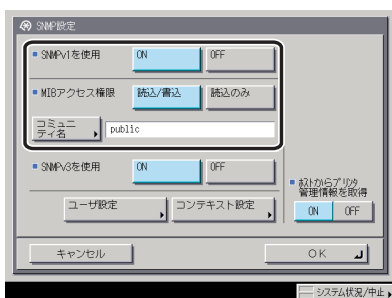 SNMP設定
■ SNMPv1を使用 ON OFF
■ MIBアクセス権限 読込/書込 読込のみ
コミュニ
ティ名 public
■ SNMPv3を使用 ON OFF
■ ホストからプリンタ
管理情報を取得
ユーザ設定 コンテキスト設定
ON OFF
キャンセル OK
システム状況/中止